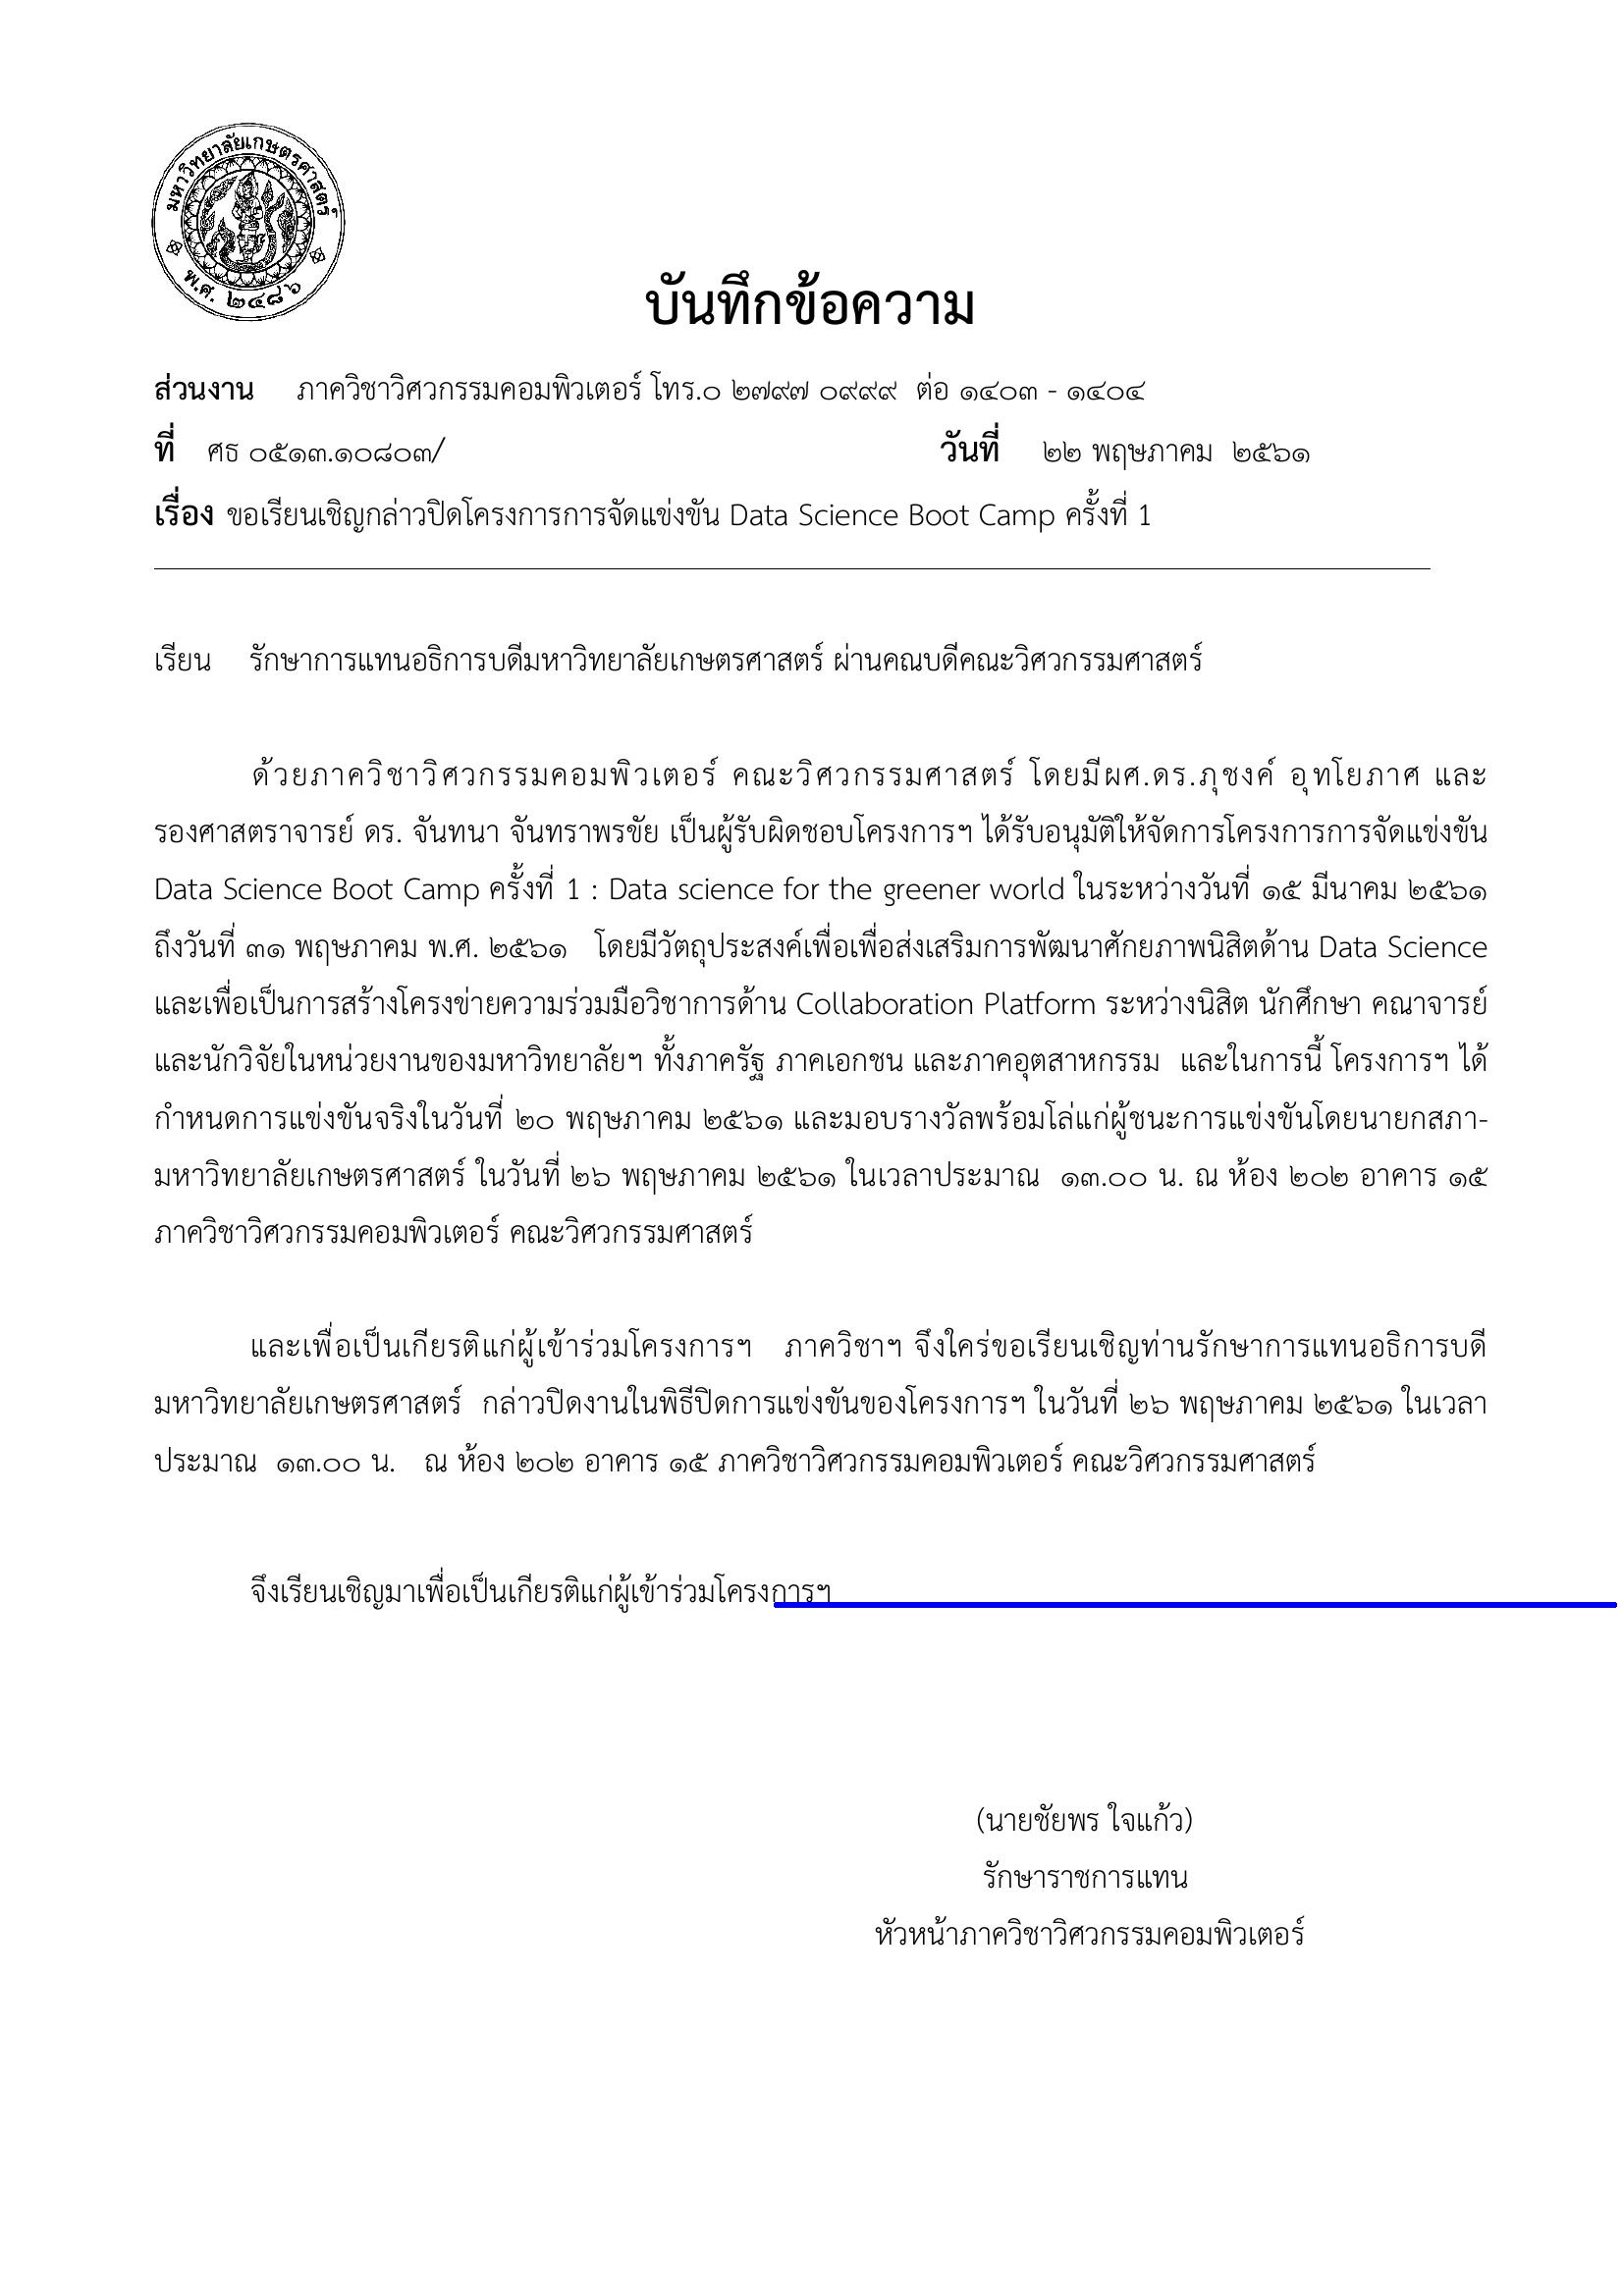 มหาวิทยาลัยเกษตรศาสตร์
พ.ศ. ๒๔๘๖
บันทึกข้อความ
ส่วนงาน ภาควิชาวิศวกรรมคอมพิวเตอร์ โทร.๐ ๒๗๙๗ ๐๙๙๙ ต่อ ๑๔๐๓ - ๑๔๐๔
ที่ ศธ ๐๕๑๓.๑๐๘๐๓/ วันที่ ๒๒ พฤษภาคม ๒๕๖๑
เรื่อง ขอเรียนเชิญกล่าวปิดโครงการการจัดแข่งขัน Data Science Boot Camp ครั้งที่ 1
เรียน รักษาการแทนอธิการบดีมหาวิทยาลัยเกษตรศาสตร์ ผ่านคณบดีคณะวิศวกรรมศาสตร์
ด้วยภาควิชาวิศวกรรมคอมพิวเตอร์ คณะวิศวกรรมศาสตร์ โดยมีผศ.ดร.ภุชงค์ อุทโยภาศ และ
รองศาสตราจารย์ ดร. จันทนา จันทราพรชัย เป็นผู้รับผิดชอบโครงการฯ ได้รับอนุมัติให้จัดการโครงการการจัดแข่งขัน
Data Science Boot Camp ครั้งที่ 1 : Data science for the greener world ในระหว่างวันที่ ๑๕ มีนาคม ๒๕๖๑
ถึงวันที่ ๓๑ พฤษภาคม พ.ศ. ๒๕๖๑ โดยมีวัตถุประสงค์เพื่อเพื่อส่งเสริมการพัฒนาศักยภาพนิสิตด้าน Data Science
และเพื่อเป็นการสร้างโครงข่ายความร่วมมือวิชาการด้าน Collaboration Platform ระหว่างนิสิต นักศึกษา คณาจารย์
และนักวิจัยในหน่วยงานของมหาวิทยาลัยฯ ทั้งภาครัฐ ภาคเอกชน และภาคอุตสาหกรรม และในการนี้ โครงการฯ ได้
กำหนดการแข่งขันจริงในวันที่ ๒๐ พฤษภาคม ๒๕๖๑ และมอบรางวัลพร้อมโล่แก่ผู้ชนะการแข่งขันโดยนายกสภา-
มหาวิทยาลัยเกษตรศาสตร์ ในวันที่ ๒๖ พฤษภาคม ๒๕๖๑ ในเวลาประมาณ ๑๓.๐๐ น. ณ ห้อง ๒๐๒ อาคาร ๑๕
ภาควิชาวิศวกรรมคอมพิวเตอร์ คณะวิศวกรรมศาสตร์
และเพื่อเป็นเกียรติแก่ผู้เข้าร่วมโครงการฯ ภาควิชาฯ จึงใคร่ขอเรียนเชิญท่านรักษาการแทนอธิการบดี
มหาวิทยาลัยเกษตรศาสตร์ กล่าวปิดงานในพิธีปิดการแข่งขันของโครงการฯ ในวันที่ ๒๖ พฤษภาคม ๒๕๖๑ ในเวลา
ประมาณ ๑๓.๐๐ น. ณ ห้อง ๒๐๒ อาคาร ๑๕ ภาควิชาวิศวกรรมคอมพิวเตอร์ คณะวิศวกรรมศาสตร์
จึงเรียนเชิญมาเพื่อเป็นเกียรติแก่ผู้เข้าร่วมโครงการฯ
(นายชัยพร ใจแก้ว)
รักษาราชการแทน
หัวหน้าภาควิชาวิศวกรรมคอมพิวเตอร์